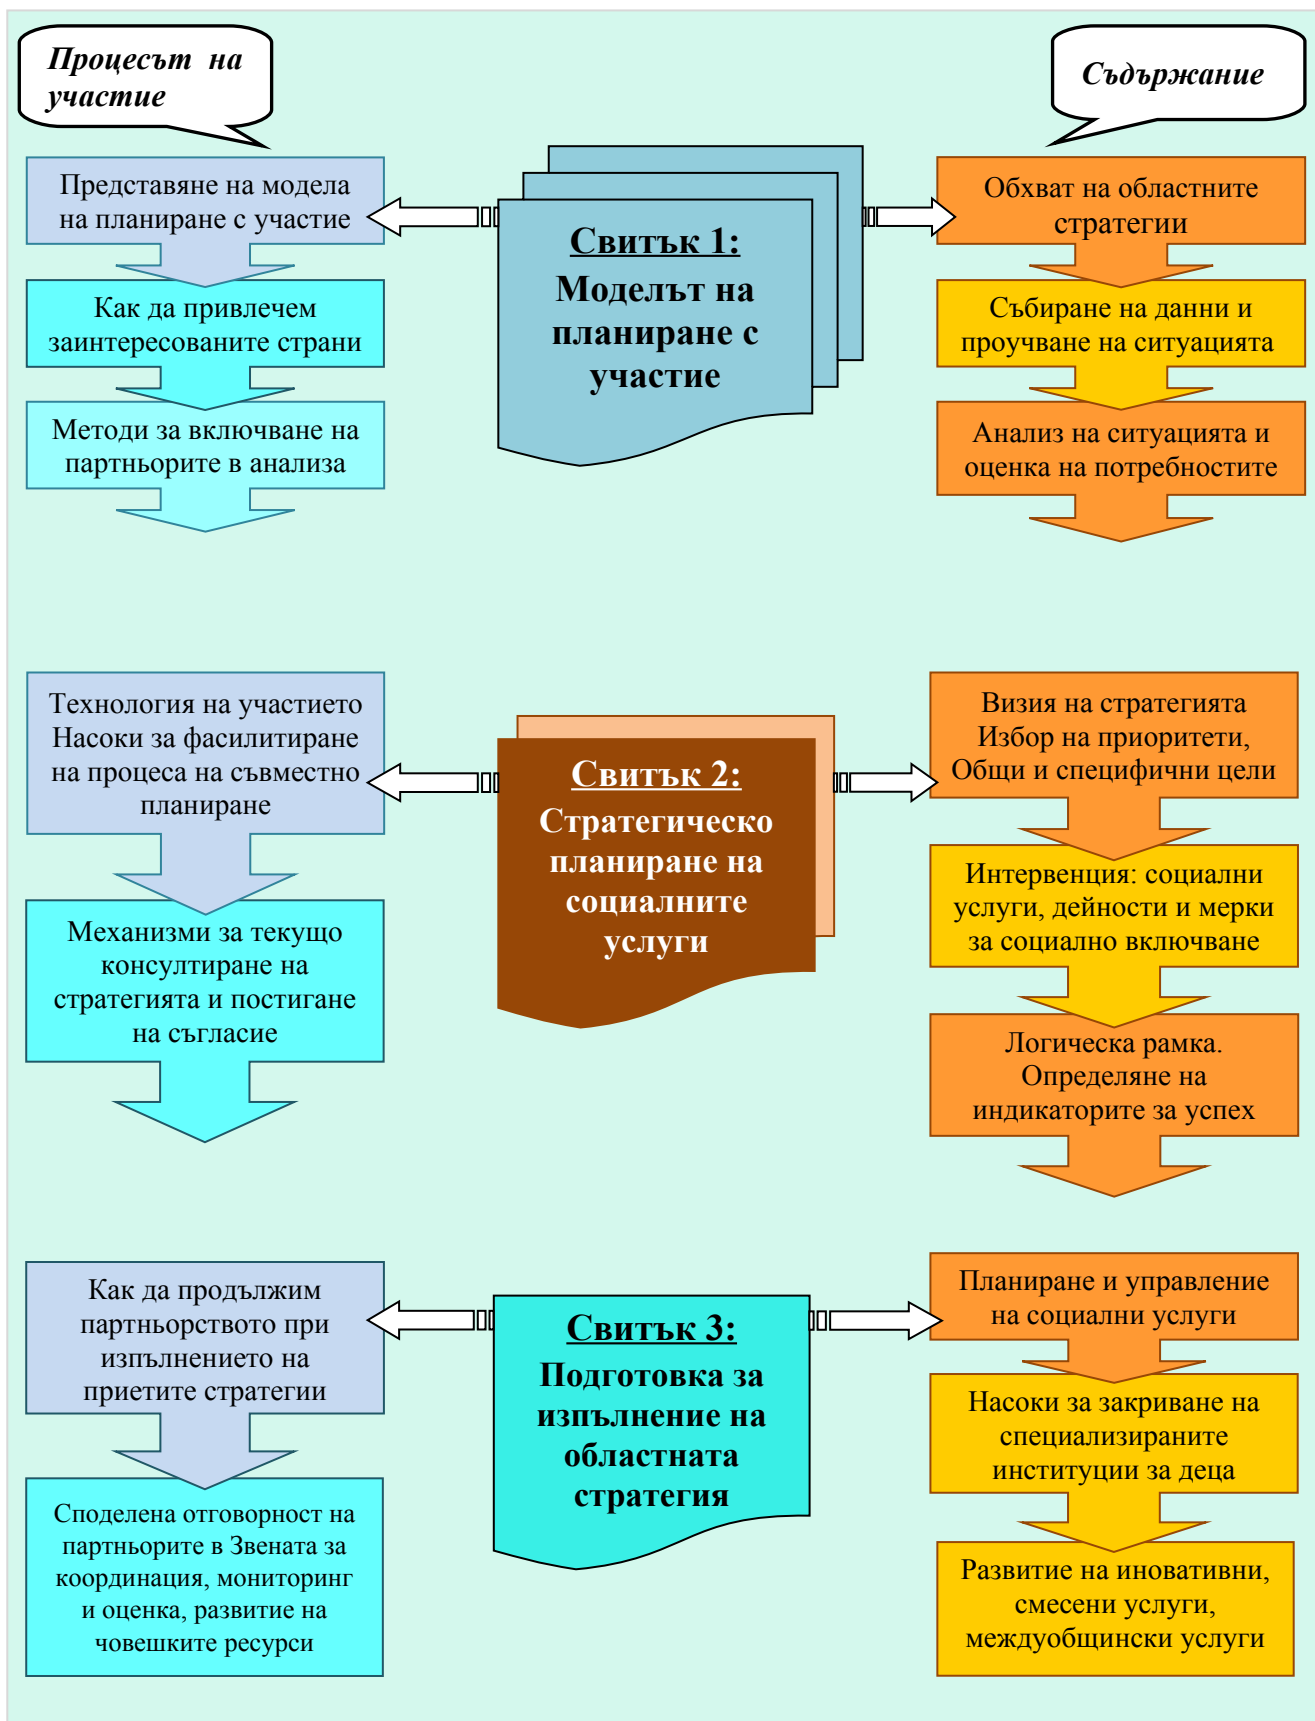 Процесът на
участие
Съдържание
Представяне на модела
на планиране с участие
Как да привлечем
заинтересованите страни
Методи за включване на
партньорите в анализа
Свитък 1:
Моделът на
планиране с
участие
Обхват на областните
стратегии
Събиране на данни и
проучване на ситуацията
Анализ на ситуацията и
оценка на потребностите
Технология на участието
Насоки за фасилитиране
на процеса на съвместно
планиране
Механизми за текущо
консултиране на
стратегията и постигане
на съгласие
Свитък 2:
Стратегическо
планиране на
социалните
услуги
Визия на стратегията
Избор на приоритети,
Общи и специфични цели
Интервенция: социални
услуги, дейности и мерки
за социално включване
Логическа рамка.
Определяне на
индикаторите за успех
Как да продължим
партньорството при
изпълнението на
приетите стратегии
Споделена отговорност на
партньорите в Звената за
координация, мониторинг
и оценка, развитие на
човешките ресурси
Свитък 3:
Подготовка за
изпълнение на
областната
стратегия
Планиране и управление
на социални услуги
Насоки за закриване на
специализираните
институции за деца
Развитие на иновативни,
смесени услуги,
междуобщински услуги